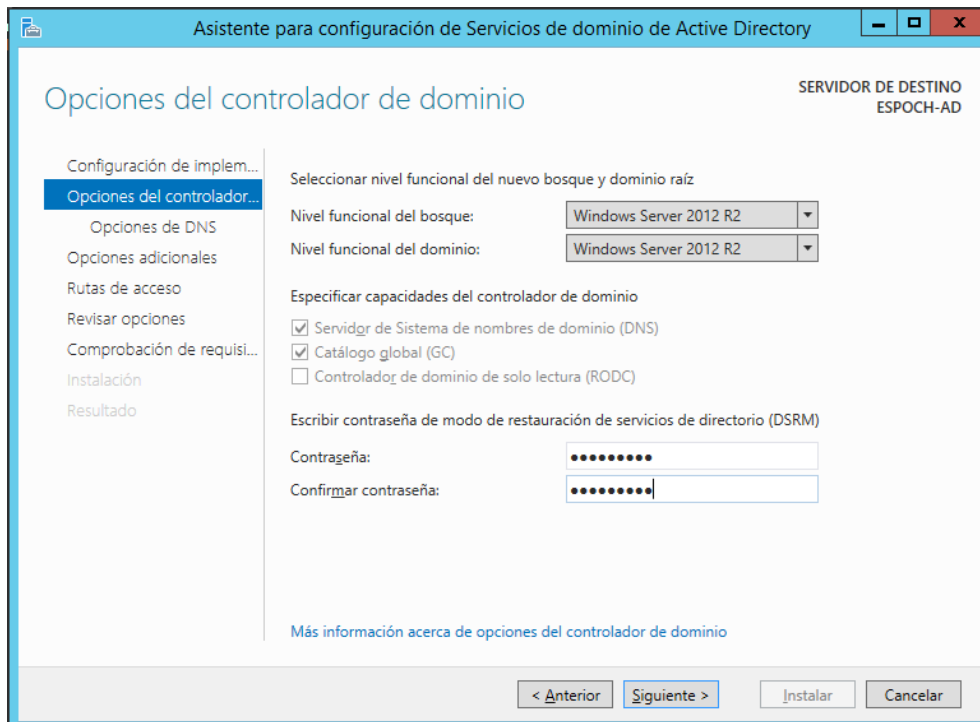 Asistente para configuración de Servicios de dominio de Active Directory
Opciones del controlador de dominio
SERVIDOR DE DESTINO
ESPOCH-AD
Configuración de implem...
Opciones del controlador...
Opciones de DNS
Opciones adicionales
Rutas de acceso
Revisar opciones
Comprobación de requisi...
Instalación
Resultado
Seleccionar nivel funcional del nuevo bosque y dominio raíz
Nivel funcional del bosque: Windows Server 2012 R2
Nivel funcional del dominio: Windows Server 2012 R2
Especificar capacidades del controlador de dominio
Servidor de Sistema de nombres de dominio (DNS)
Catálogo global (GC)
Controlador de dominio de solo lectura (RODC)
Escribir contraseña de modo de restauración de servicios de directorio (DSRM)
Contraseña: •••••••••
Confirmar contraseña: •••••••••
Más información acerca de opciones del controlador de dominio
< Anterior Siguiente > Instalar Cancelar